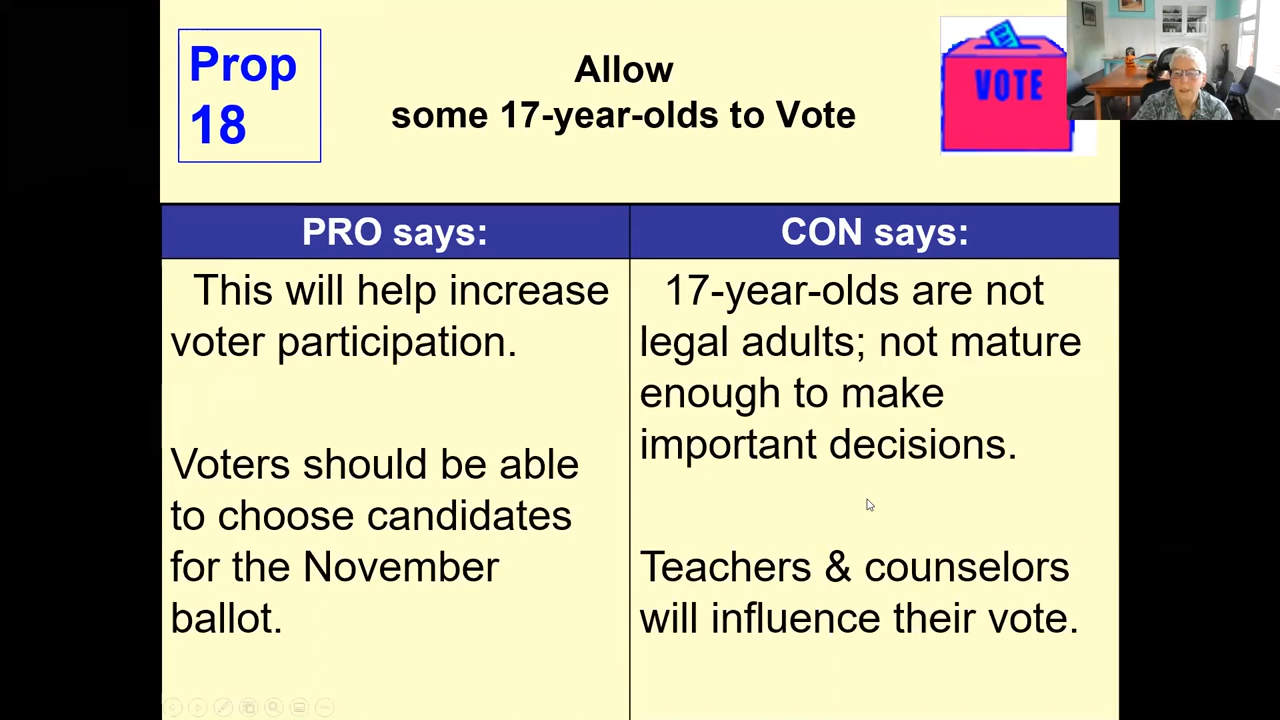 Prop
18
Allow
some 17-year-olds to Vote
VOTE
PRO says:
CON says:
This will help increase
voter participation.
Voters should be able
to choose candidates
for the November
ballot.
17-year-olds are not
legal adults; not mature
enough to make
important decisions.
Teachers & counselors
will influence their vote.